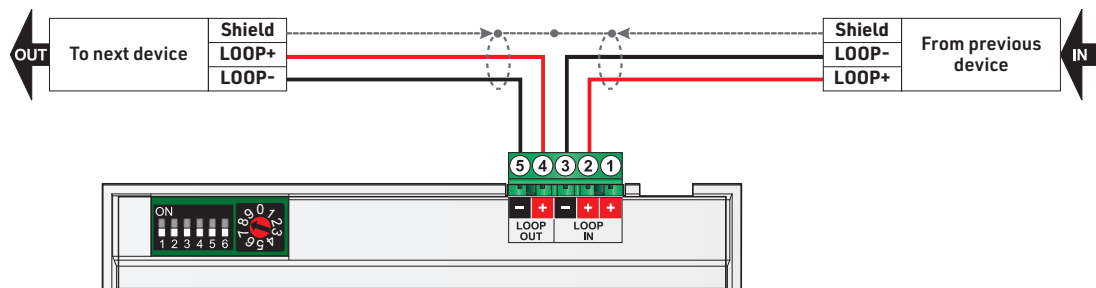 OUT
To next device
Shield
LOOP+
LOOP-
Shield
LOOP-
LOOP+
From previous
device
IN
5 4 3 2 1
- + - + +
LOOP
OUT
LOOP
IN
ON
1 2 3 4 5 6
0 1 2 3 4 5 6 7 8 9